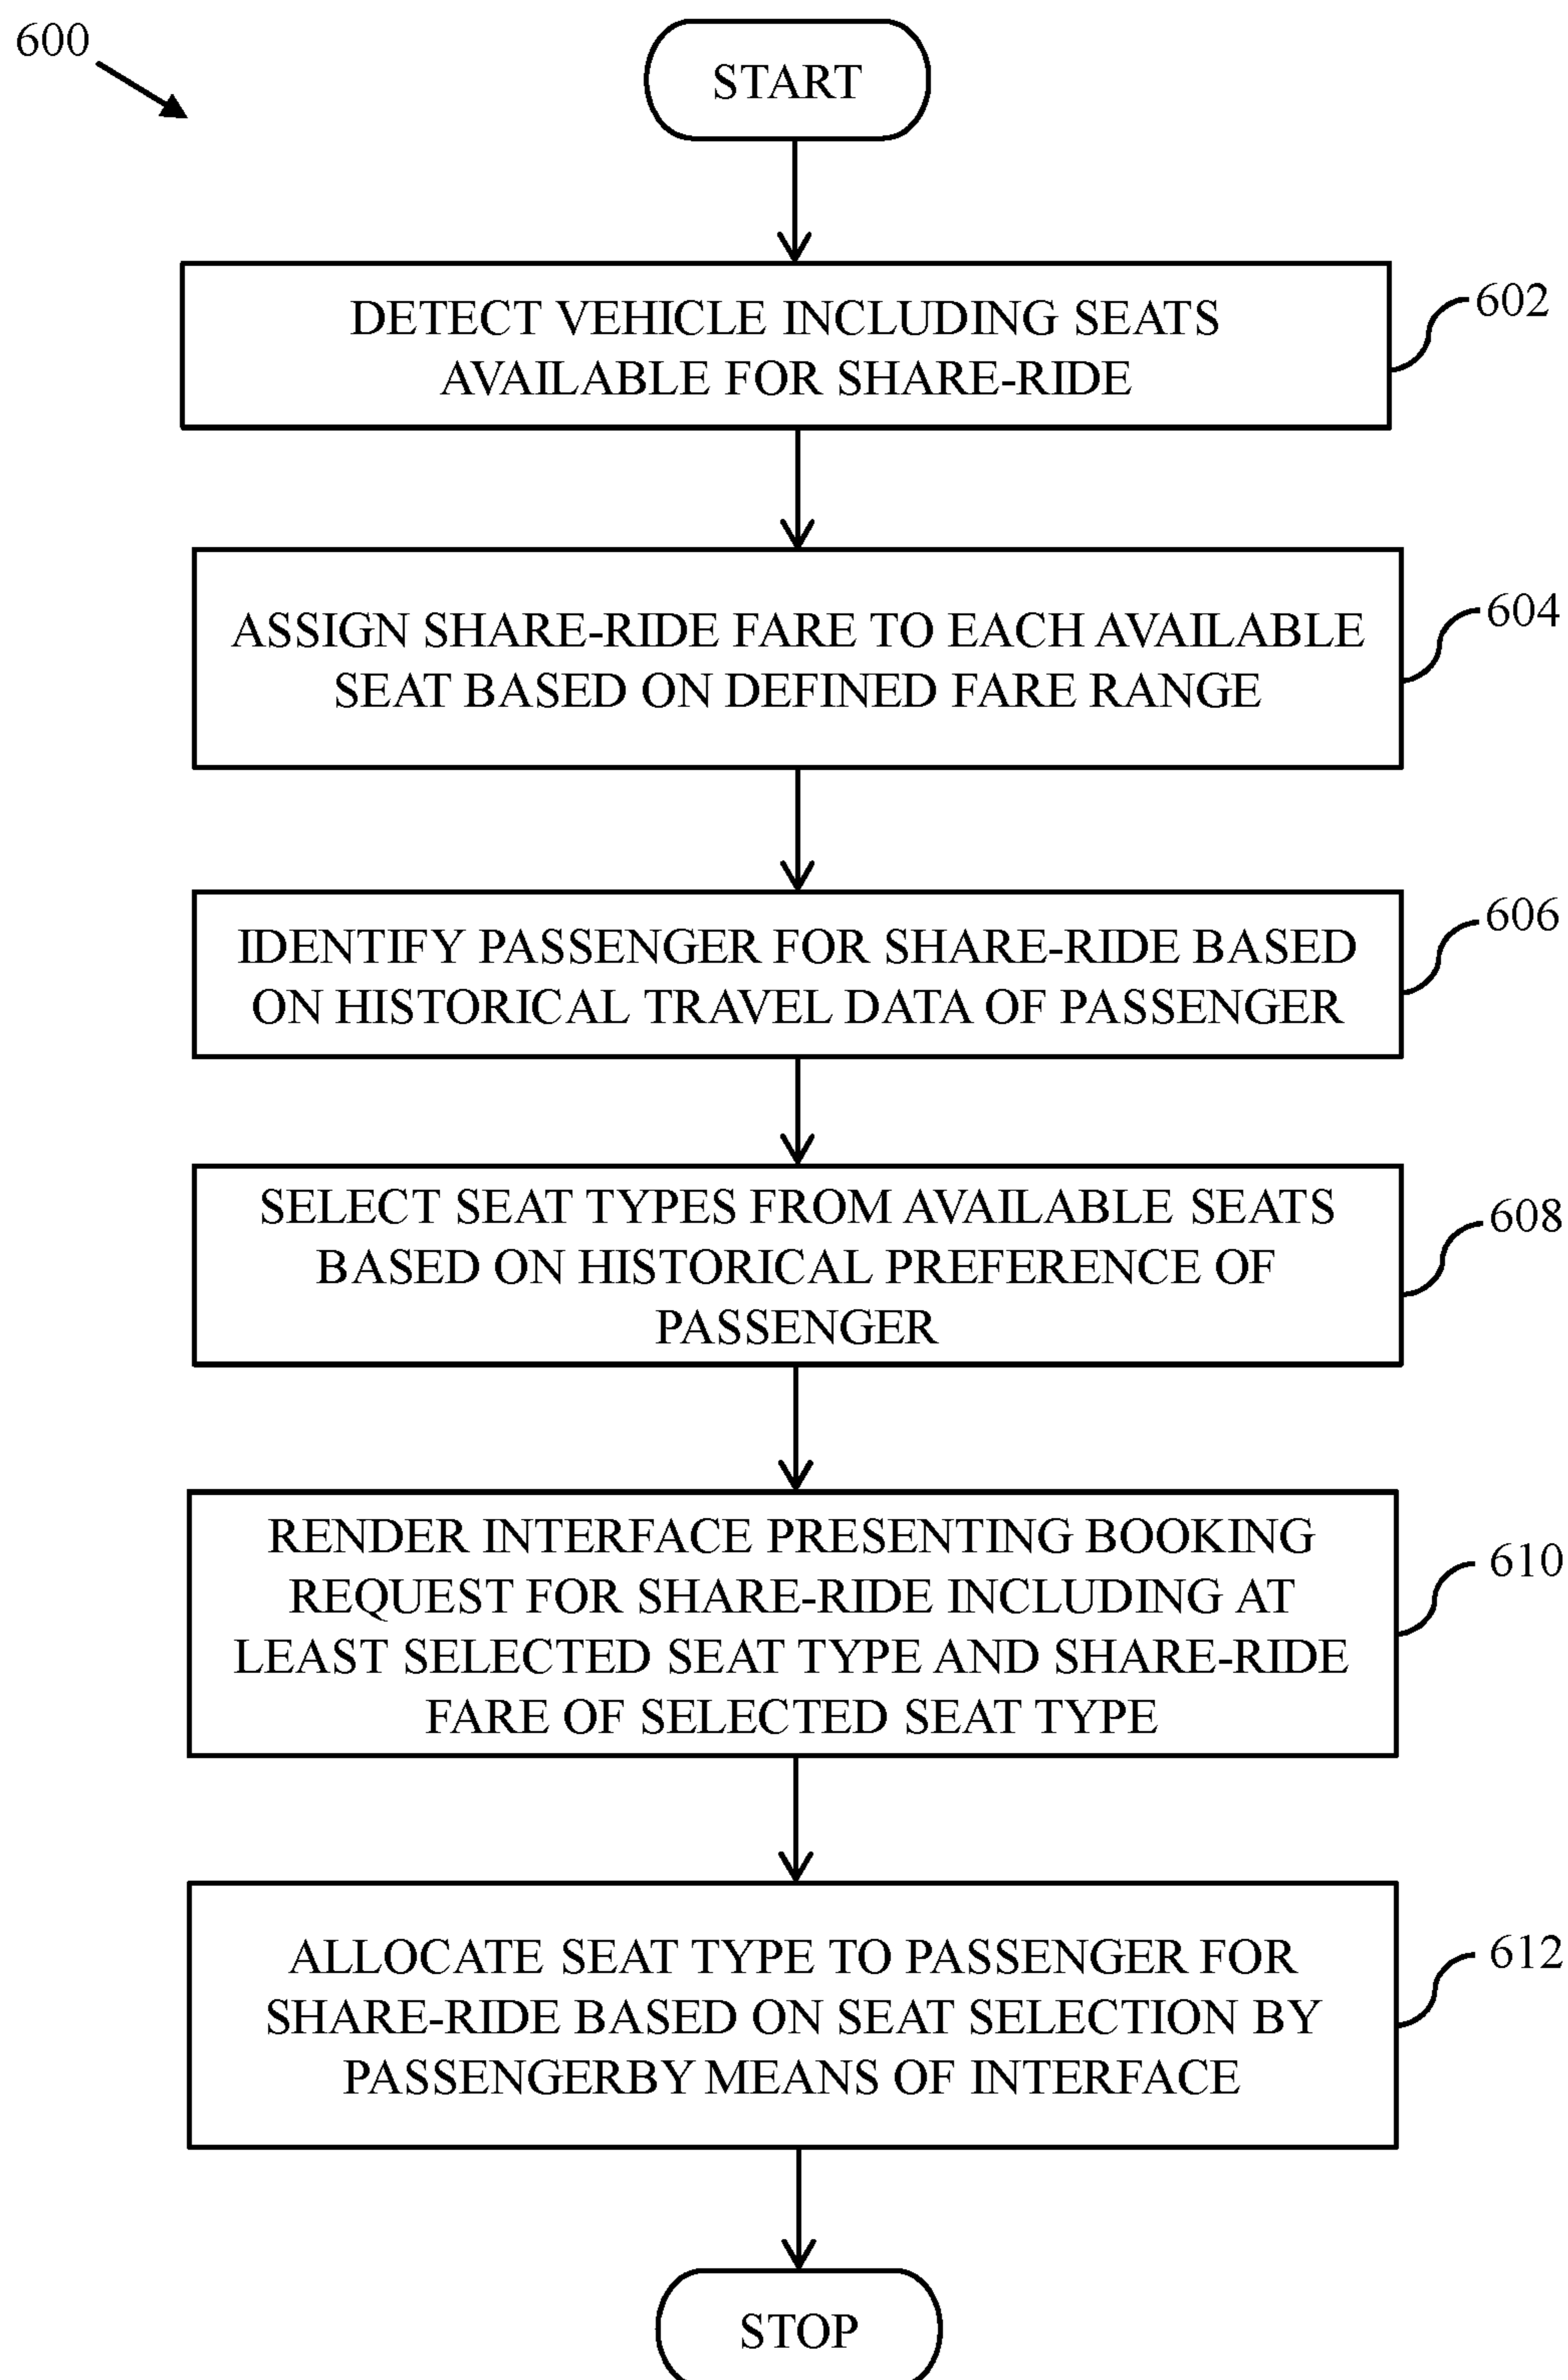 600
START
DETECT VEHICLE INCLUDING SEATS
AVAILABLE FOR SHARE-RIDE
602
ASSIGN SHARE-RIDE FARE TO EACH AVAILABLE
SEAT BASED ON DEFINED FARE RANGE
604
IDENTIFY PASSENGER FOR SHARE-RIDE BASED
ON HISTORICAL TRAVEL DATA OF PASSENGER
606
SELECT SEAT TYPES FROM AVAILABLE SEATS
BASED ON HISTORICAL PREFERENCE OF
PASSENGER
608
RENDER INTERFACE PRESENTING BOOKING
REQUEST FOR SHARE-RIDE INCLUDING AT
LEAST SELECTED SEAT TYPE AND SHARE-RIDE
FARE OF SELECTED SEAT TYPE
610
ALLOCATE SEAT TYPE TO PASSENGER FOR
SHARE-RIDE BASED ON SEAT SELECTION BY
PASSENGERBY MEANS OF INTERFACE
612
STOP